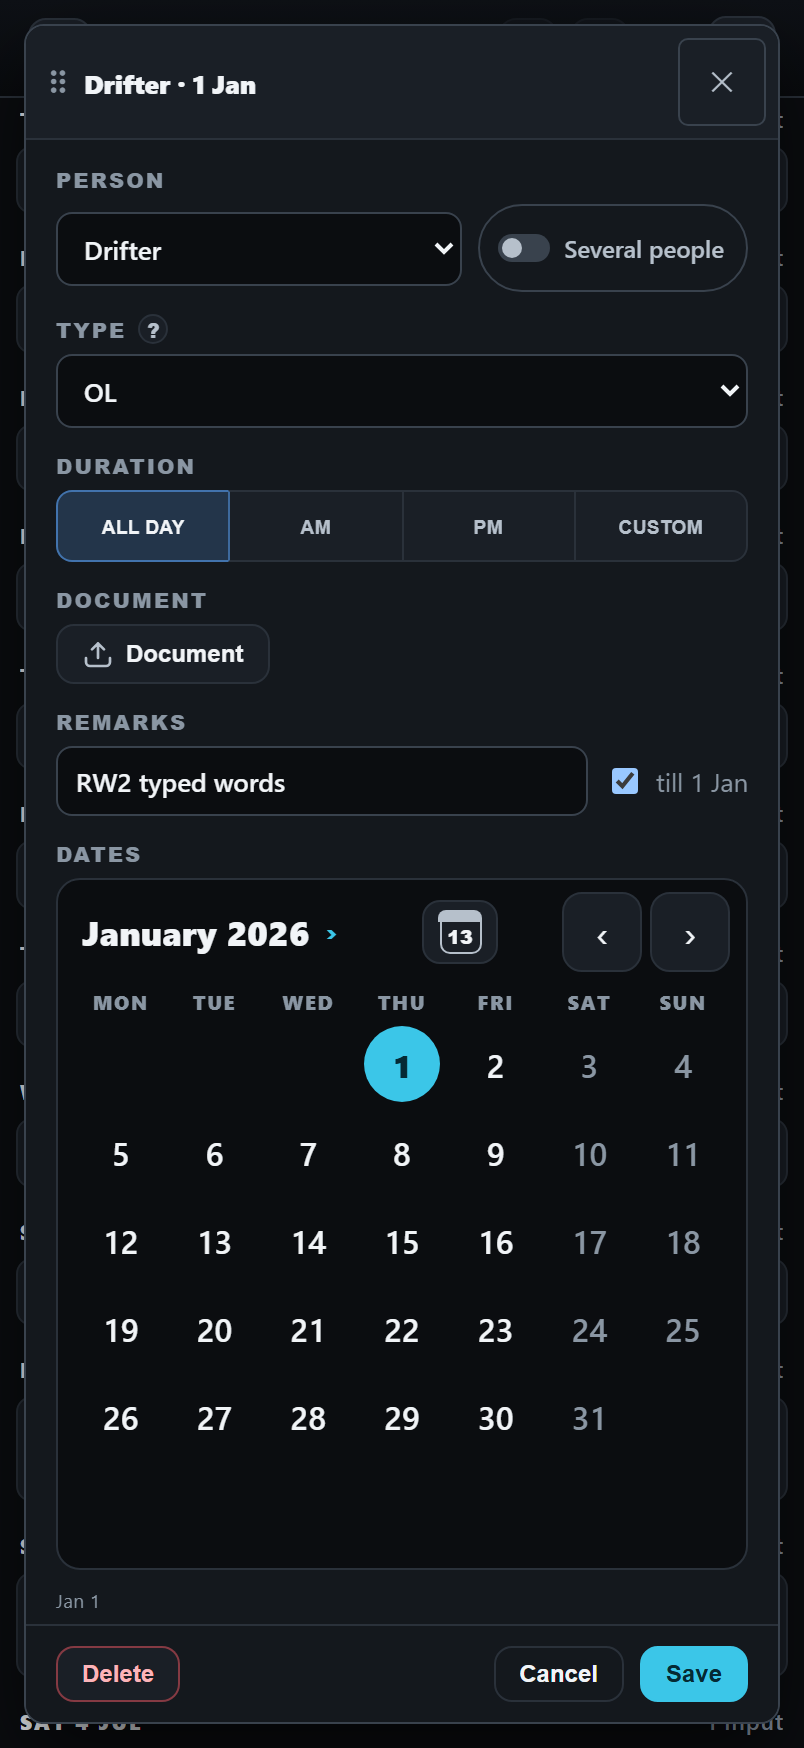 Drifter · 1 Jan
PERSON
Drifter
Several people
TYPE ?
OL
DURATION
ALL DAY AM PM CUSTOM
DOCUMENT
Document
REMARKS
RW2 typed words
till 1 Jan
DATES
January 2026 ›
13
‹ ›
MON TUE WED THU FRI SAT SUN
1 2 3 4
5 6 7 8 9 10 11
12 13 14 15 16 17 18
19 20 21 22 23 24 25
26 27 28 29 30 31
Jan 1
Delete Cancel Save
SAT 4 JUL